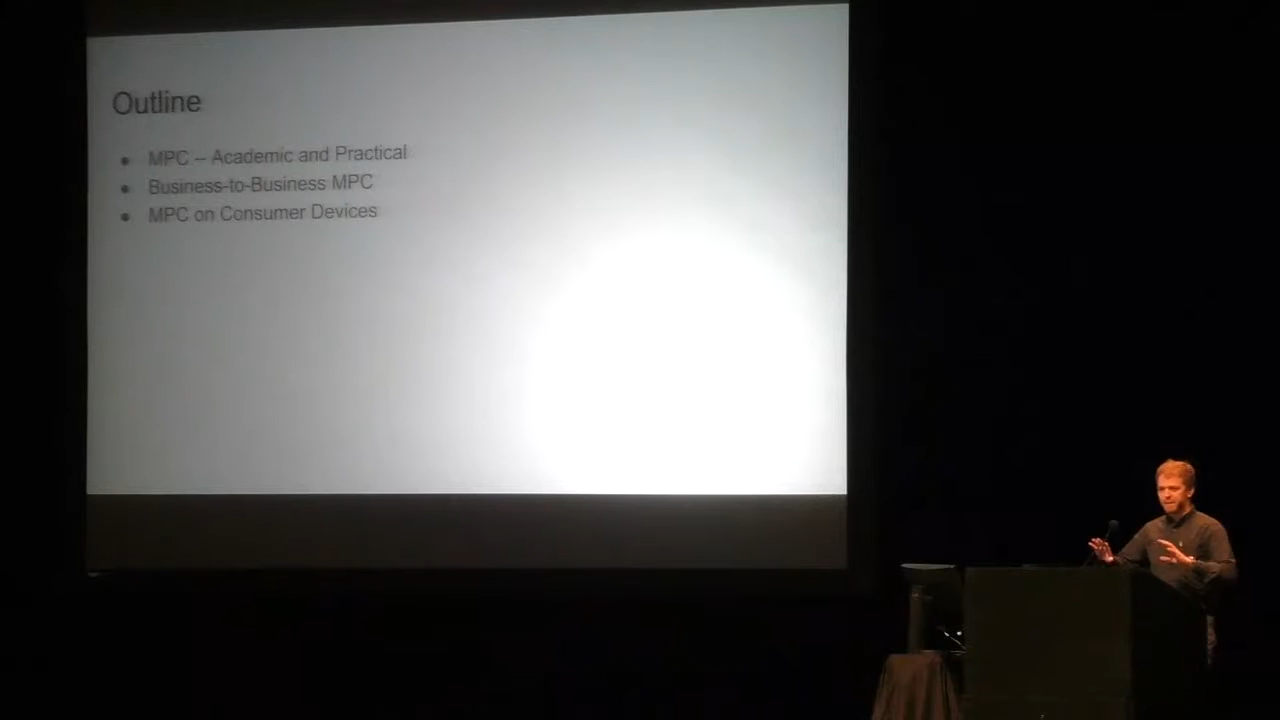 Outline
● MPC – Academic and Practical
● Business-to-Business MPC
● MPC on Consumer Devices